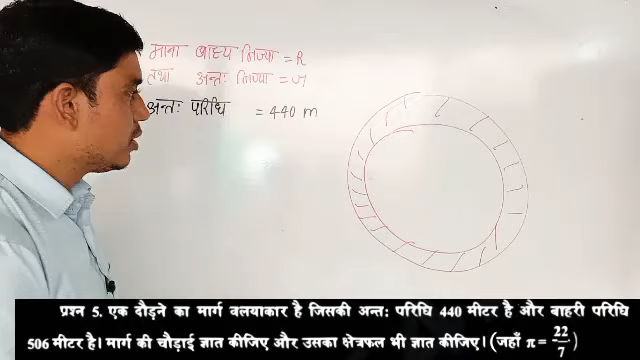 माना बाह्य त्रिज्या = R
तथा अन्तः त्रिज्या = r
अन्तः परिधि = 440 m
प्रश्न 5. एक दौड़ने का मार्ग वलयाकार है जिसकी अन्त: परिधि 440 मीटर है और बाहरी परिधि
506 मीटर है। मार्ग की चौड़ाई ज्ञात कीजिए और उसका क्षेत्रफल भी ज्ञात कीजिए। (जहाँ π = 22/7)